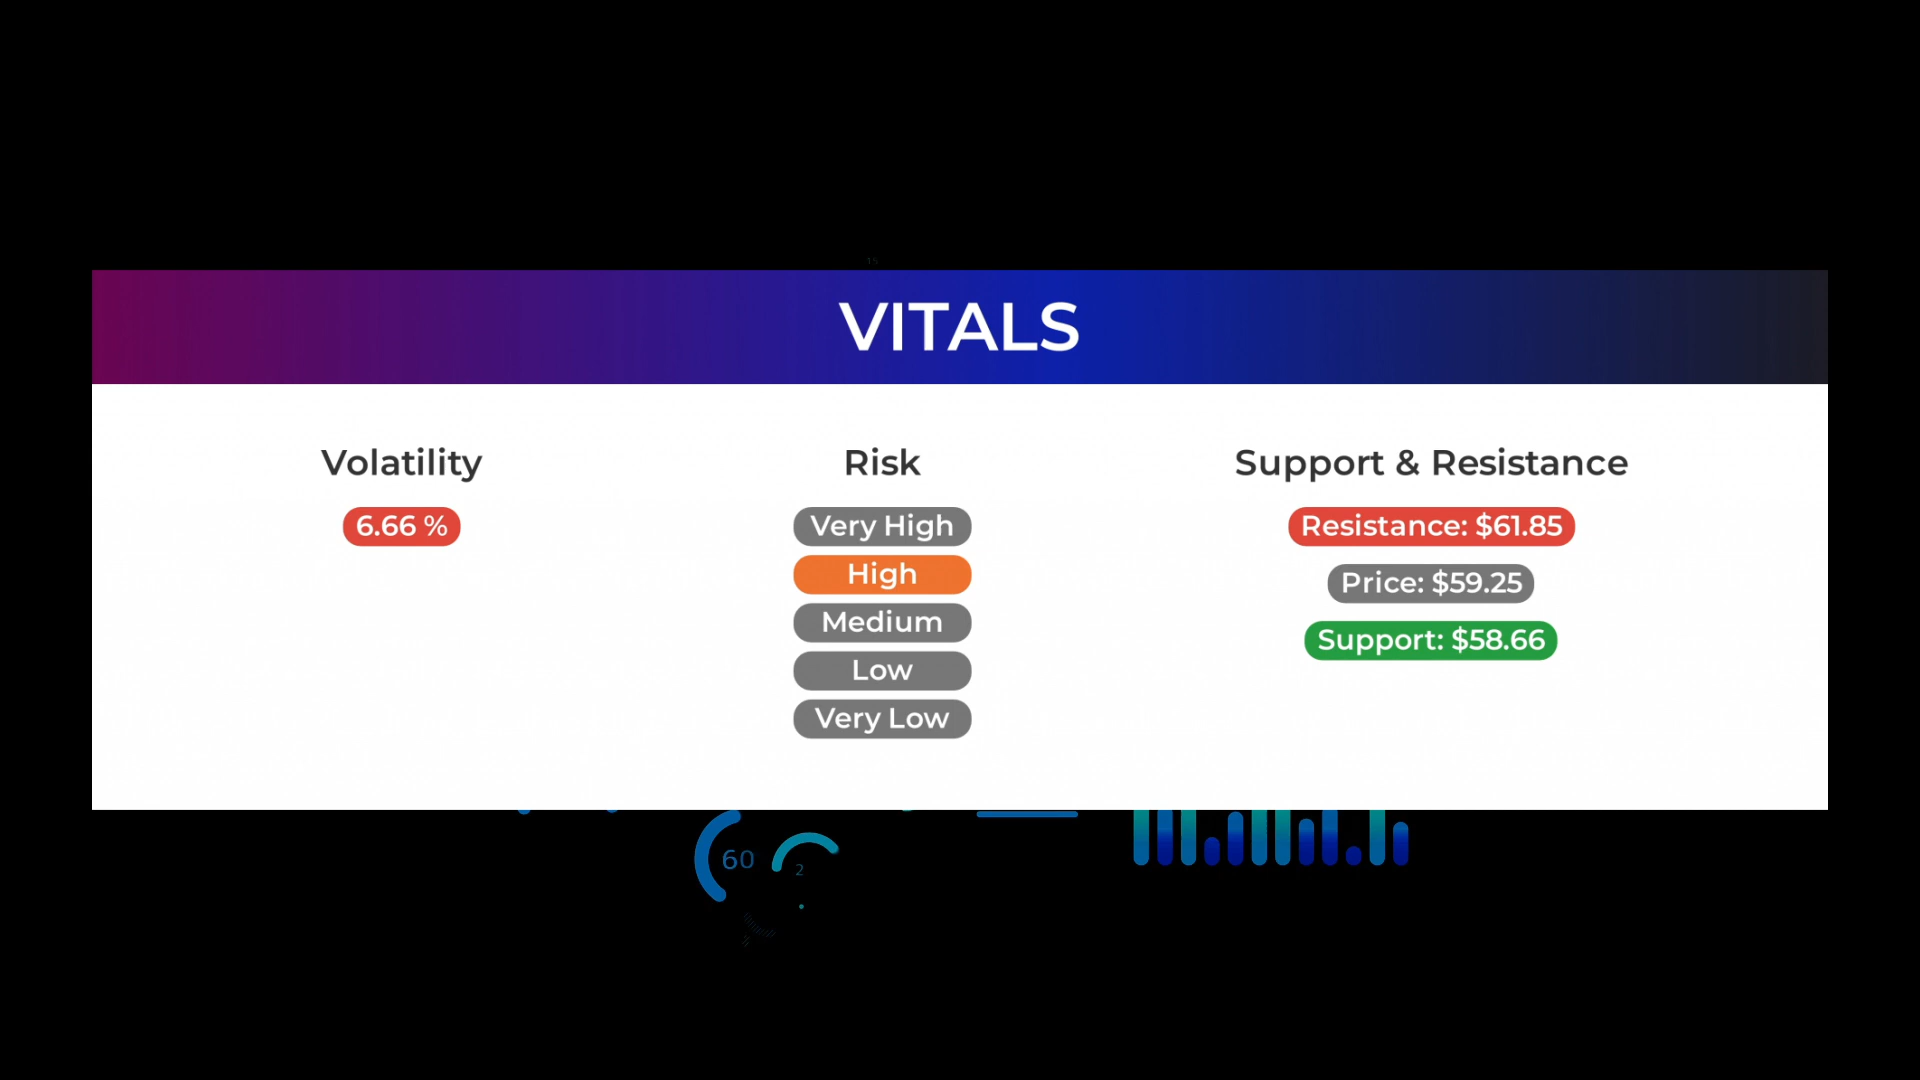 VITALS
Volatility
6.66 %
Risk
Very High
High
Medium
Low
Very Low
Support & Resistance
Resistance: $61.85
Price: $59.25
Support: $58.66
60
2